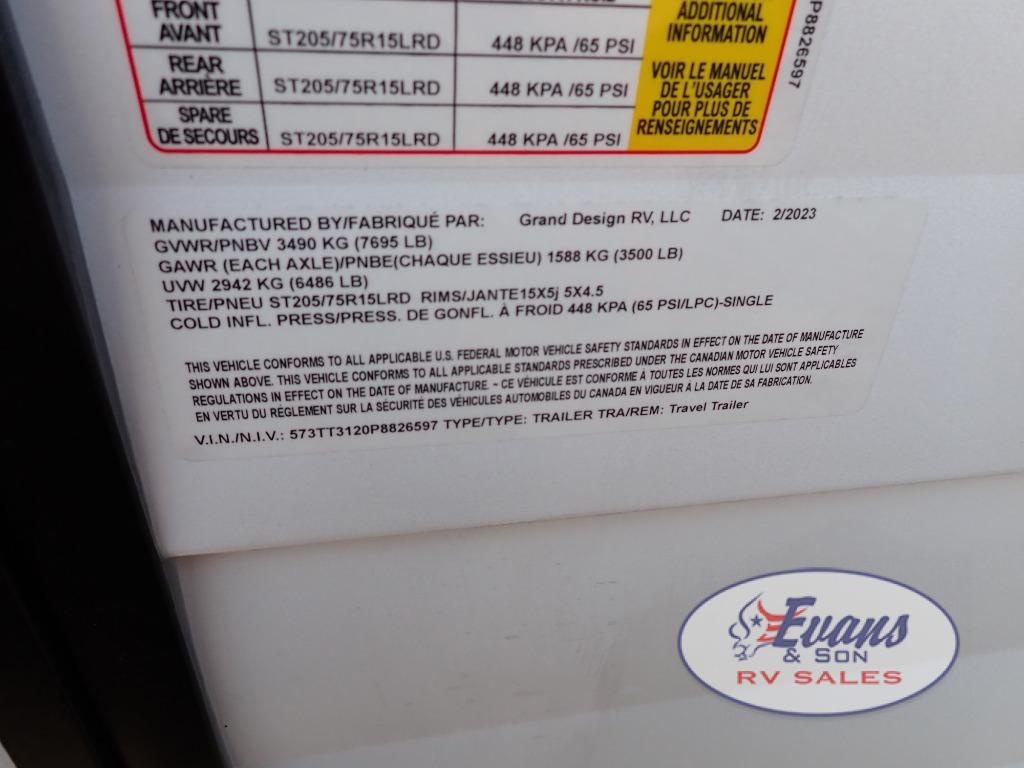 FRONT
AVANT
ST205/75R15LRD
448 KPA /65 PSI
REAR
ARRIÈRE
ST205/75R15LRD
448 KPA /65 PSI
SPARE
DE SECOURS
ST205/75R15LRD
448 KPA /65 PSI
ADDITIONAL
INFORMATION
VOIR LE MANUEL
DE L'USAGER
POUR PLUS DE
RENSEIGNEMENTS
P8826597
MANUFACTURED BY/FABRIQUÉ PAR: Grand Design RV, LLC DATE: 2/2023
GVWR/PNBV 3490 KG (7695 LB)
GAWR (EACH AXLE)/PNBE(CHAQUE ESSIEU) 1588 KG (3500 LB)
UVW 2942 KG (6486 LB)
TIRE/PNEU ST205/75R15LRD RIMS/JANTE15X5j 5X4.5
COLD INFL. PRESS/PRESS. DE GONFL. À FROID 448 KPA (65 PSI/LPC)-SINGLE
THIS VEHICLE CONFORMS TO ALL APPLICABLE U.S. FEDERAL MOTOR VEHICLE SAFETY STANDARDS IN EFFECT ON THE DATE OF MANUFACTURE
SHOWN ABOVE. THIS VEHICLE CONFORMS TO ALL APPLICABLE STANDARDS PRESCRIBED UNDER THE CANADIAN MOTOR VEHICLE SAFETY
REGULATIONS IN EFFECT ON THE DATE OF MANUFACTURE. - CE VÉHICULE EST CONFORME À TOUTES LES NORMES QUI LUI SONT APPLICABLES
EN VERTU DU RÈGLEMENT SUR LA SÉCURITÉ DES VÉHICULES AUTOMOBILES DU CANADA EN VIGUEUR À LA DATE DE SA FABRICATION.
V.I.N./N.I.V.: 573TT3120P8826597 TYPE/TYPE: TRAILER TRA/REM: Travel Trailer
Evans
& SON
RV SALES